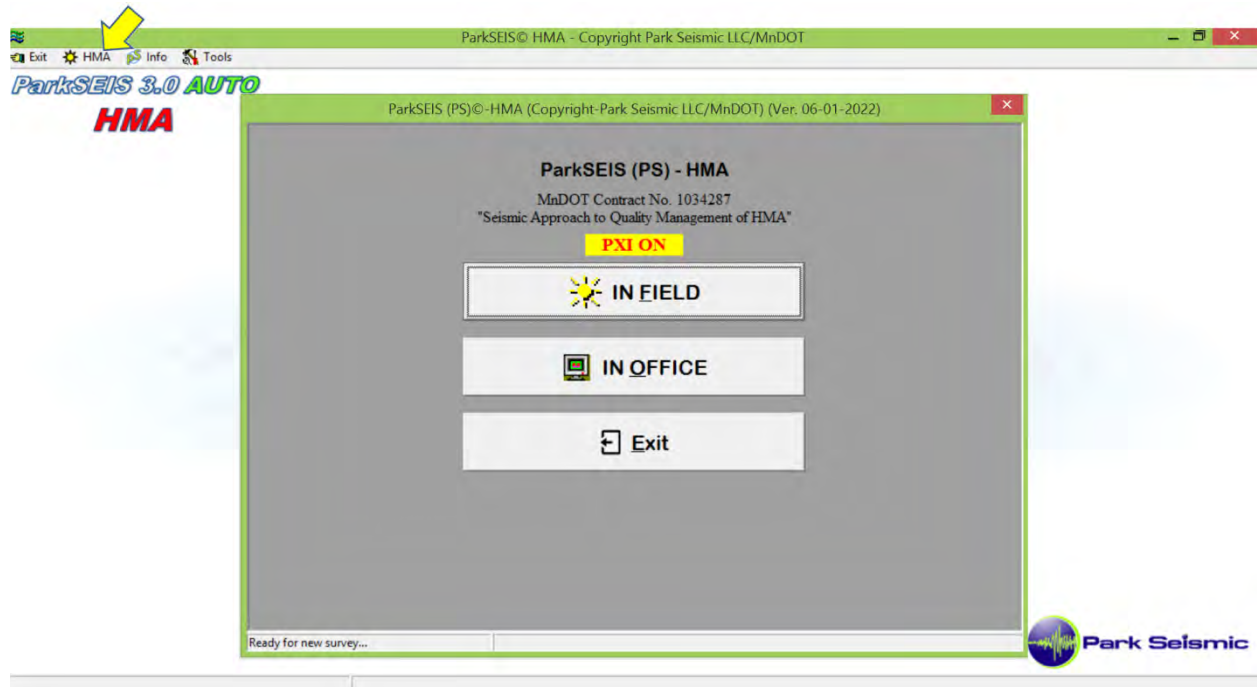 ParkSEIS© HMA - Copyright Park Seismic LLC/MnDOT
Exit HMA Info Tools
ParkSEIS 3.0 AUTO
HMA
ParkSEIS (PS)©-HMA (Copyright-Park Seismic LLC/MnDOT) (Ver. 06-01-2022)
ParkSEIS (PS) - HMA
MnDOT Contract No. 1034287
"Seismic Approach to Quality Management of HMA"
PXI ON
IN FIELD
IN OFFICE
Exit
Ready for new survey...
Park Seismic